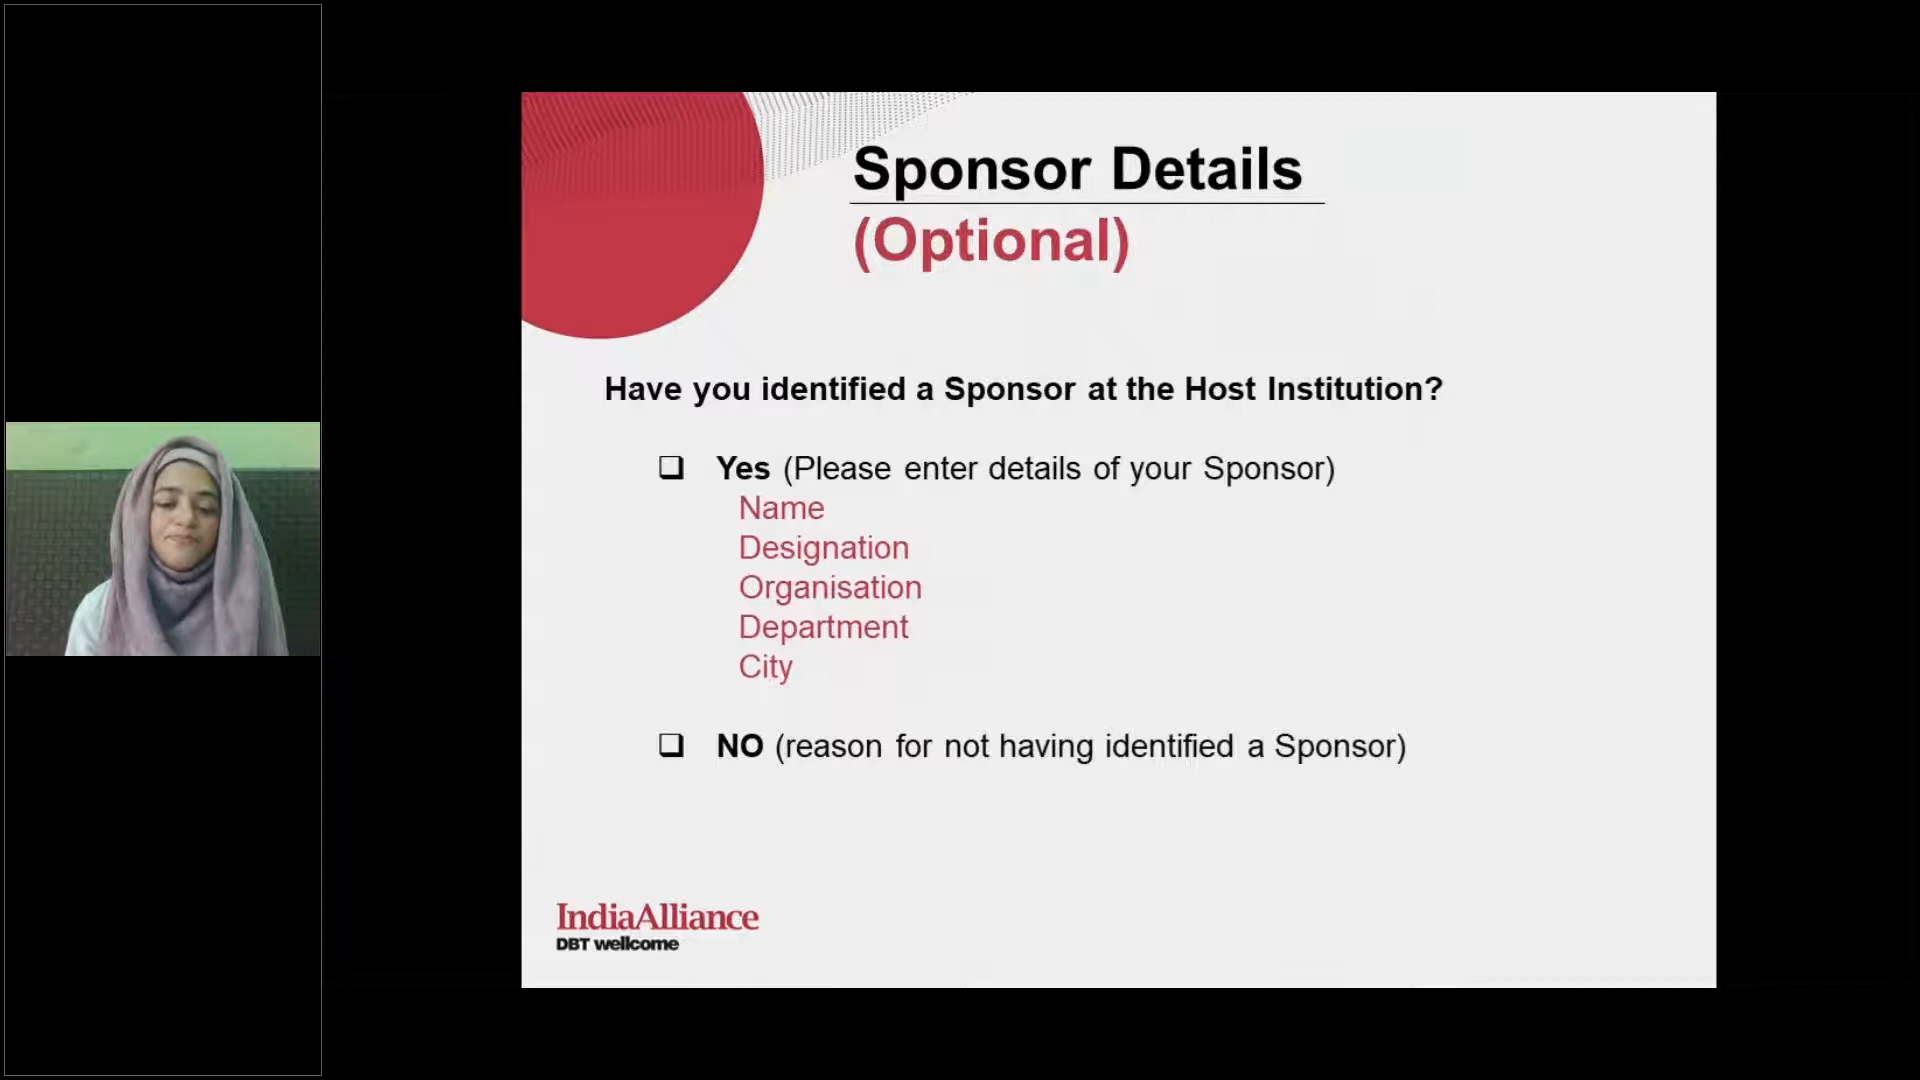 Sponsor Details
(Optional)
Have you identified a Sponsor at the Host Institution?
❑ Yes (Please enter details of your Sponsor)
Name
Designation
Organisation
Department
City
❑ NO (reason for not having identified a Sponsor)
IndiaAlliance
DBT wellcome